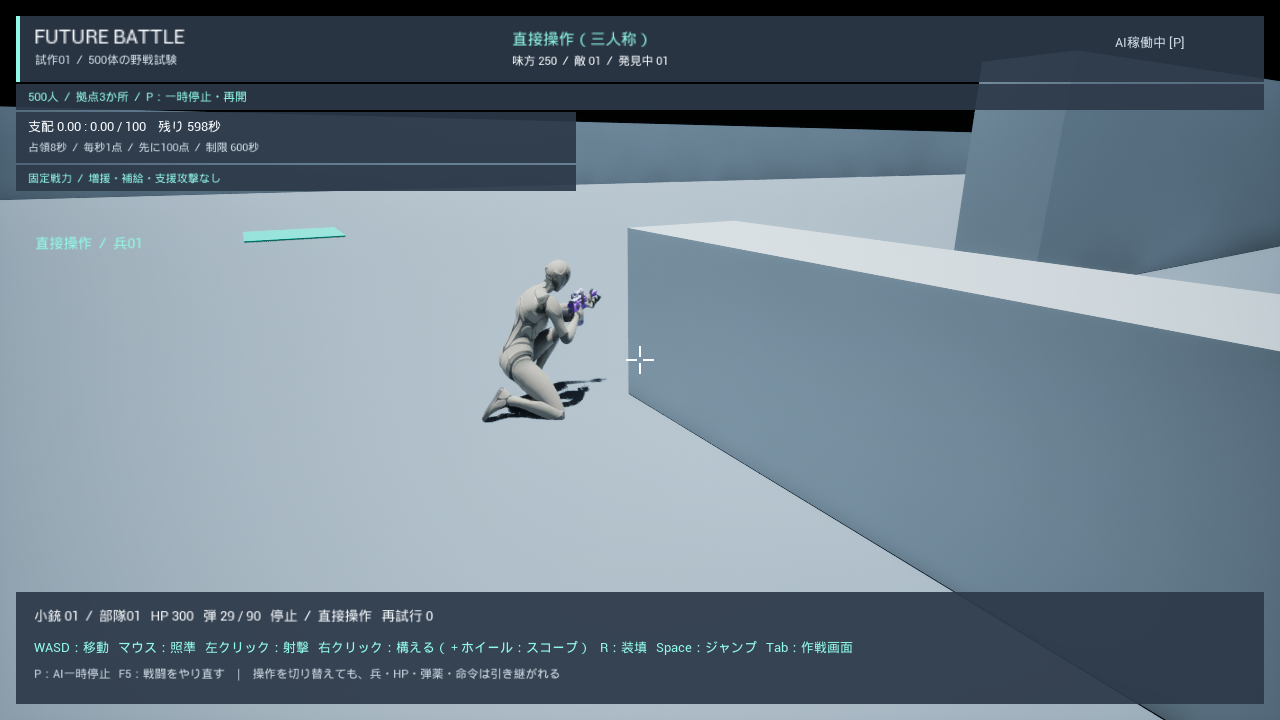 FUTURE BATTLE
試作01 / 500体の野戦試験
直接操作(三人称)
味方 250 / 敵 01 / 発見中 01
AI稼働中 [P]
500人 / 拠点3か所 / P:一時停止・再開
支配 0.00 : 0.00 / 100 残り 598秒
占領8秒 / 毎秒1点 / 先に100点 / 制限 600秒
固定戦力 / 増援・補給・支援攻撃なし
直接操作 / 兵01
小銃 01 / 部隊01 HP 300 弾 29 / 90 停止 / 直接操作 再試行 0
WASD:移動 マウス:照準 左クリック:射撃 右クリック:構える(+ホイール:スコープ) R:装填 Space:ジャンプ Tab:作戦画面
P:AI一時停止 F5:戦闘をやり直す | 操作を切り替えても、兵・HP・弾薬・命令は引き継がれる